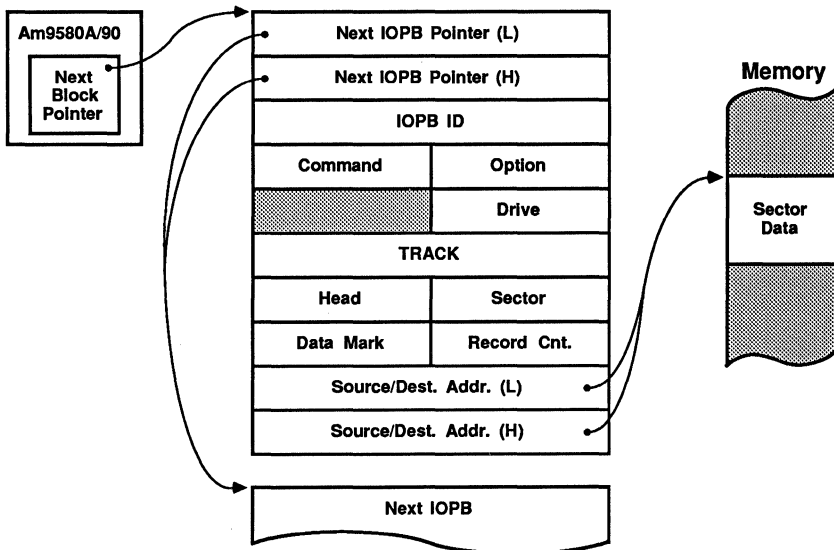 Am9580A/90
Next
Block
Pointer
Next IOPB Pointer (L)
Next IOPB Pointer (H)
IOPB ID
Command
Option
Drive
TRACK
Head
Sector
Data Mark
Record Cnt.
Source/Dest. Addr. (L)
Source/Dest. Addr. (H)
Next IOPB
Memory
Sector
Data